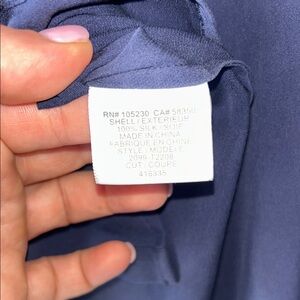 RN# 105230 CA# 58350
SHELL / EXTERIEUR
100% SILK / SOIE
MADE IN CHINA
FABRIQUE EN CHINE
STYLE / MODELE:
2099-T2208
CUT / COUPE:
416335